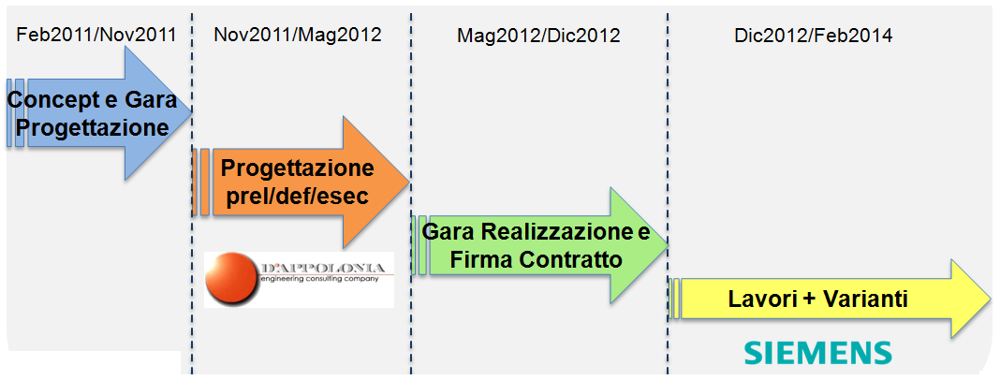 Feb2011/Nov2011
Nov2011/Mag2012
Mag2012/Dic2012
Dic2012/Feb2014
Concept e Gara
Progettazione
Progettazione
prel/def/esec
D'APPOLONIA
engineering consulting company
Gara Realizzazione e
Firma Contratto
Lavori + Varianti
SIEMENS